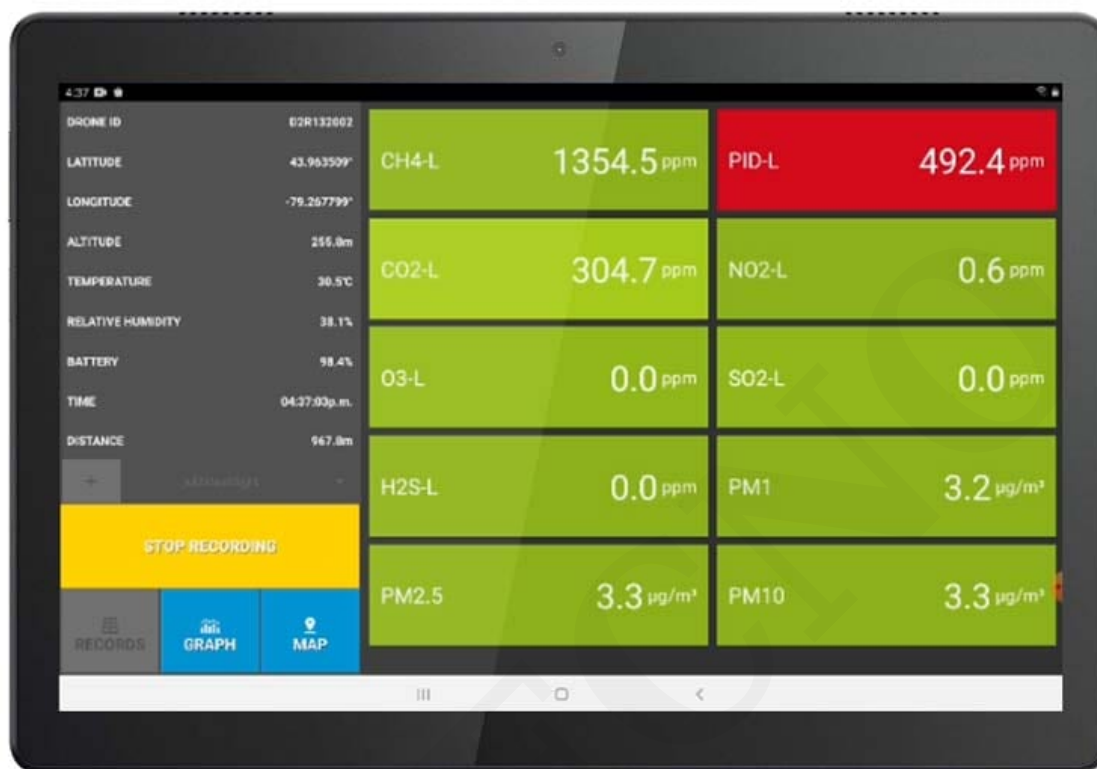 4:37
DRONE ID D2R132002
LATITUDE 43.963509°
LONGITUDE -79.267799°
ALTITUDE
TEMPERATURE 30.5°C
RELATIVE HUMIDITY 38.1%
BATTERY 98.4%
TIME 04:37:03p.m.
DISTANCE
+
STOP RECORDING
RECORDS
GRAPH
MAP
CH4-L 1354.5 ppm
PID-L 492.4 ppm
CO2-L 304.7 ppm
NO2-L 0.6 ppm
O3-L 0.0 ppm
SO2-L 0.0 ppm
H2S-L 0.0 ppm
PM1 3.2 µg/m³
PM2.5 3.3 µg/m³
PM10 3.3 µg/m³